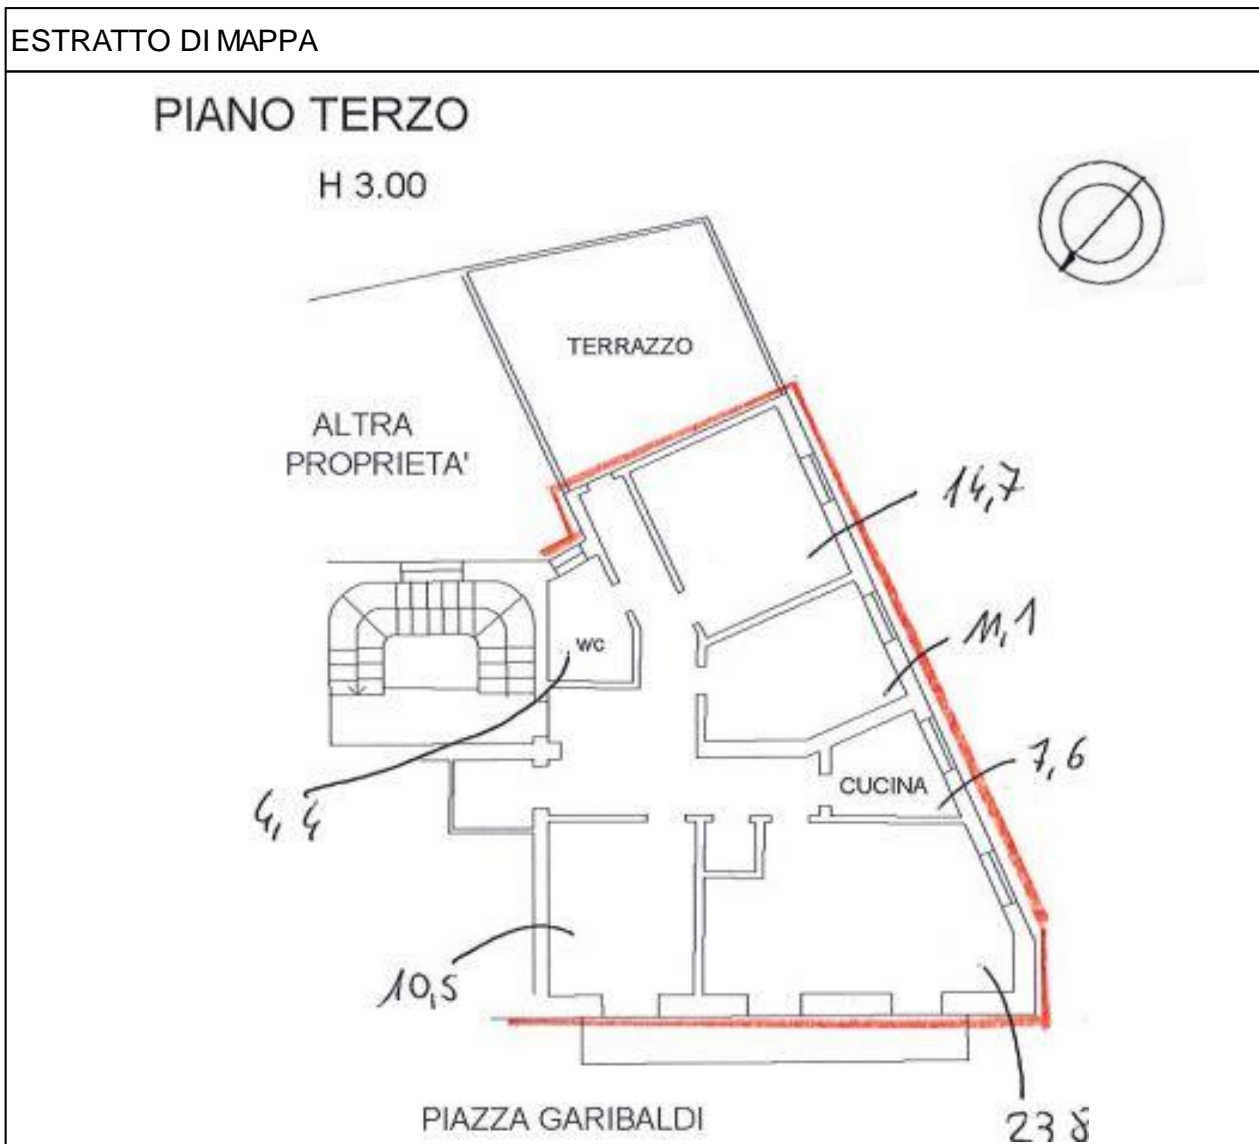 ESTRATTO DI MAPPA
PIANO TERZO
H 3.00
TERRAZZO
ALTRA
PROPRIETA'
14,7
11,1
WC
7,6
CUCINA
4,4
10,5
PIAZZA GARIBALDI
23